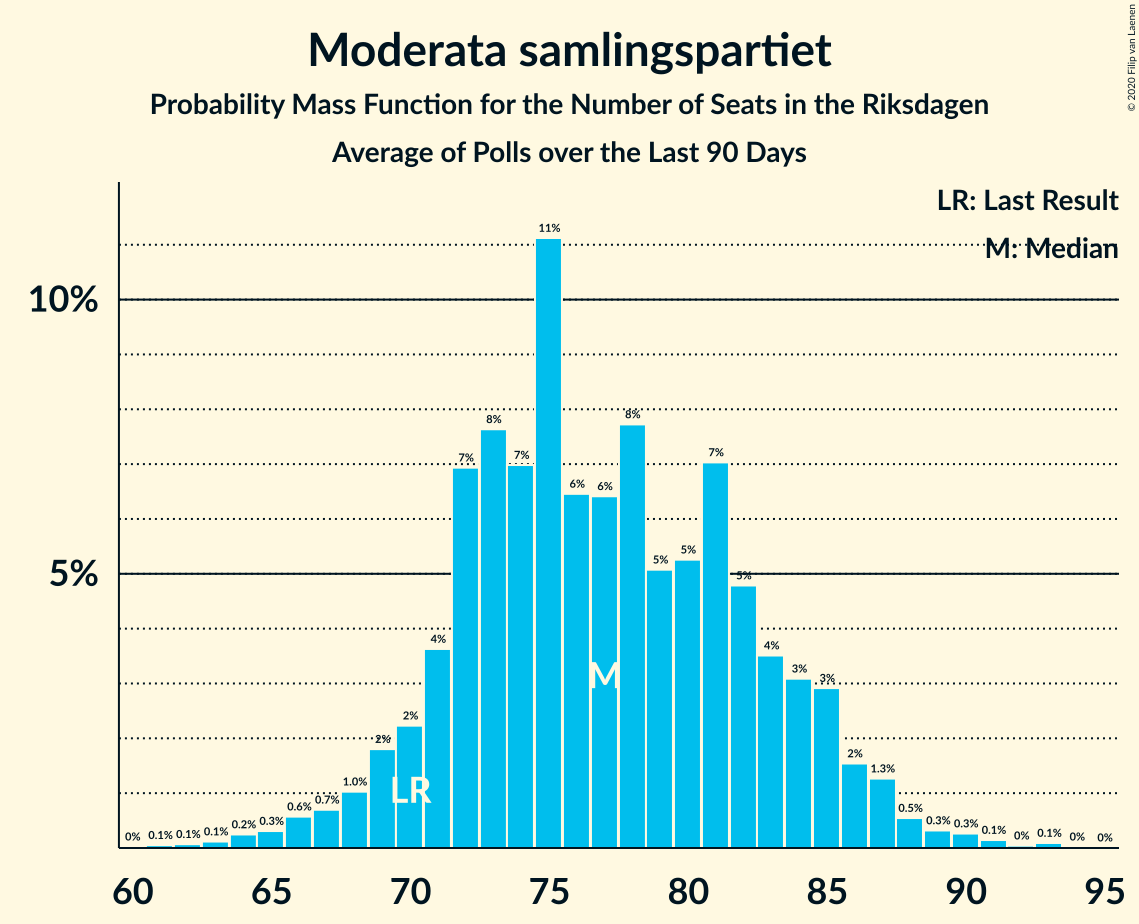 Moderata samlingspartiet
Probability Mass Function for the Number of Seats in the Riksdagen
Average of Polls over the Last 90 Days
© 2020 Filip van Laenen
LR: Last Result
M: Median
10%
5%
0% 0.1% 0.1% 0.1% 0.2% 0.3% 0.6% 0.7% 1.0% 2% 2% 4% 7% 8% 7% 11% 6% 6% 8% 5% 5% 7% 5% 4% 3% 3% 2% 1.3% 0.5% 0.3% 0.3% 0.1% 0% 0.1% 0% 0%
M
LR
60 65 70 75 80 85 90 95